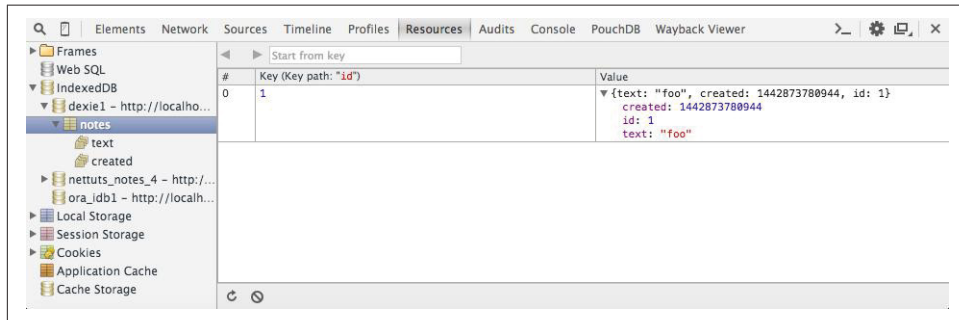 Elements Network Sources Timeline Profiles Resources Audits Console PouchDB Wayback Viewer
Frames
Web SQL
IndexedDB
dexie1 – http://localho...
notes
text
created
nettuts_notes_4 – http:/...
ora_idb1 – http://localh...
Local Storage
Session Storage
Cookies
Application Cache
Cache Storage
Start from key
# Key (Key path: "id") Value
0 1 {text: "foo", created: 1442873780944, id: 1}
created: 1442873780944
id: 1
text: "foo"